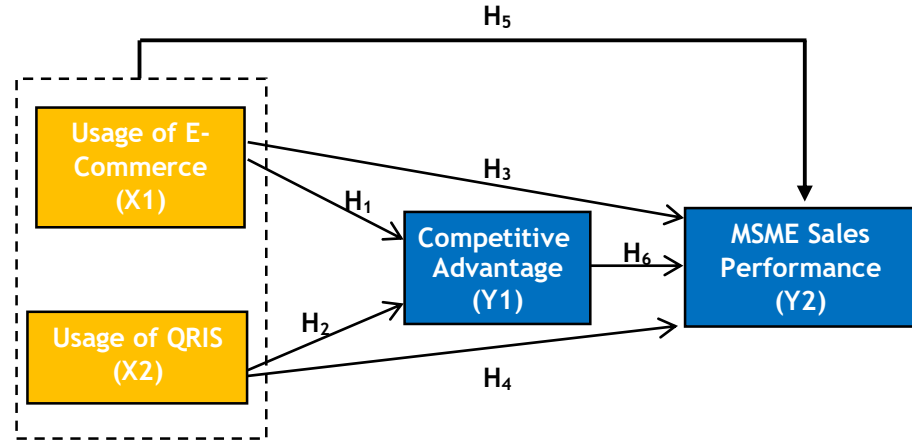 H₅
Usage of E-
Commerce
(X1)
H₃
H₁
Competitive
Advantage
(Y1)
H₆
MSME Sales
Performance
(Y2)
H₂
Usage of QRIS
(X2)
H₄